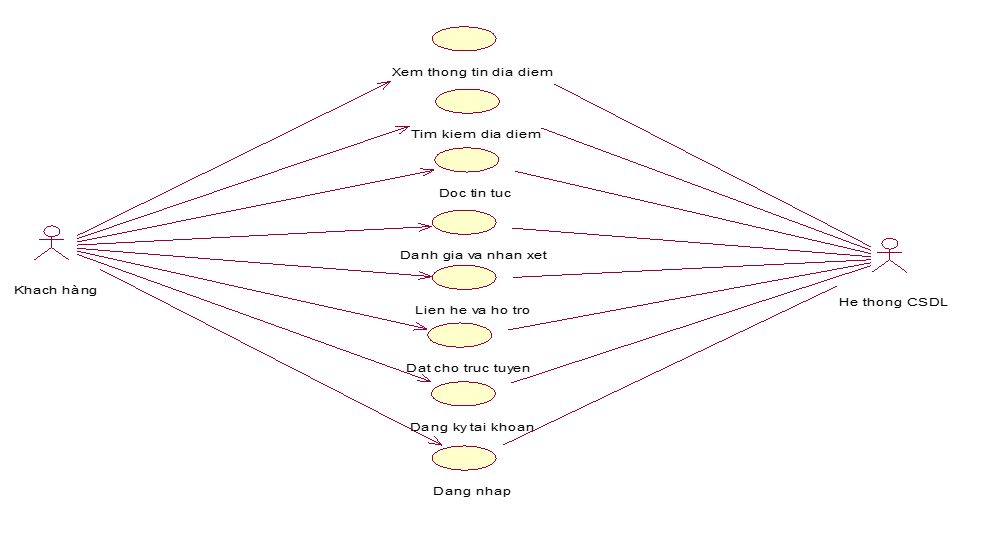 Xem thong tin dia diem
Tim kiem dia diem
Doc tin tuc
Danh gia va nhan xet
Khach hàng
He thong CSDL
Lien he va ho tro
Dat cho truc tuyen
Dang ky tai khoan
Dang nhap